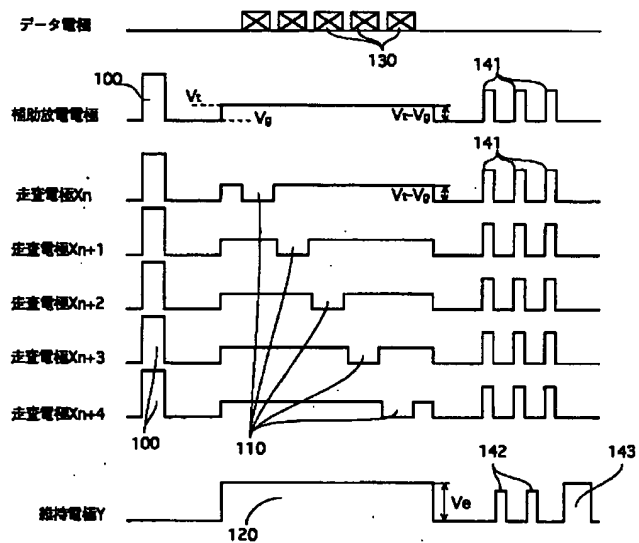 データ電極
130
100
141
補助放電電極
Vt
Vg
Vt-Vg
141
走査電極Xn
Vt-Vg
走査電極Xn+1
走査電極Xn+2
走査電極Xn+3
走査電極Xn+4
100
110
142
143
維持電極Y
Ve
120